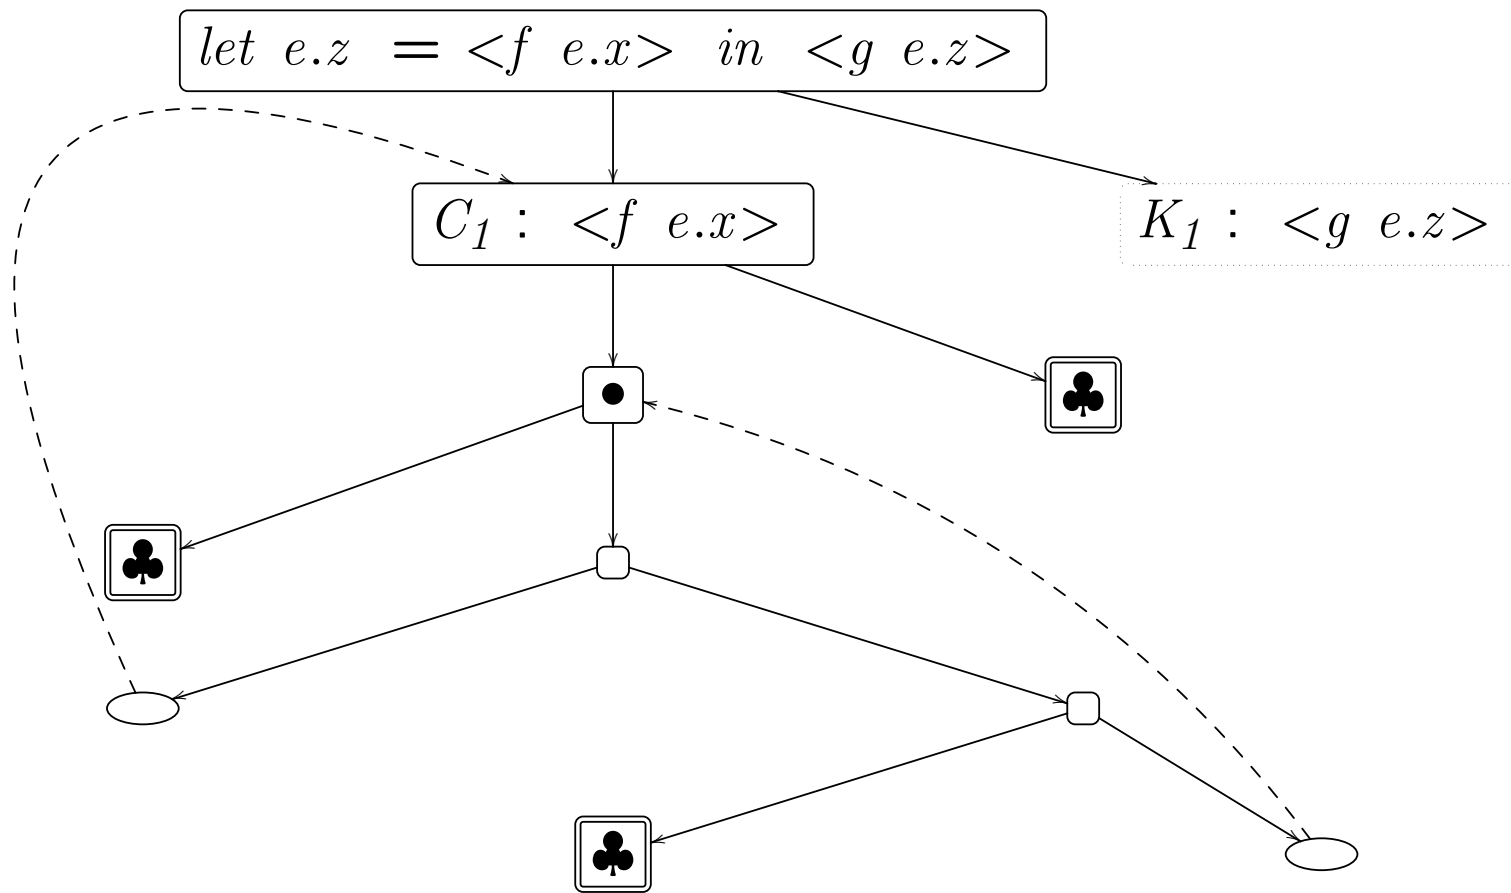 let e.z = <f e.x> in <g e.z>
C1 : <f e.x>
K1 : <g e.z>